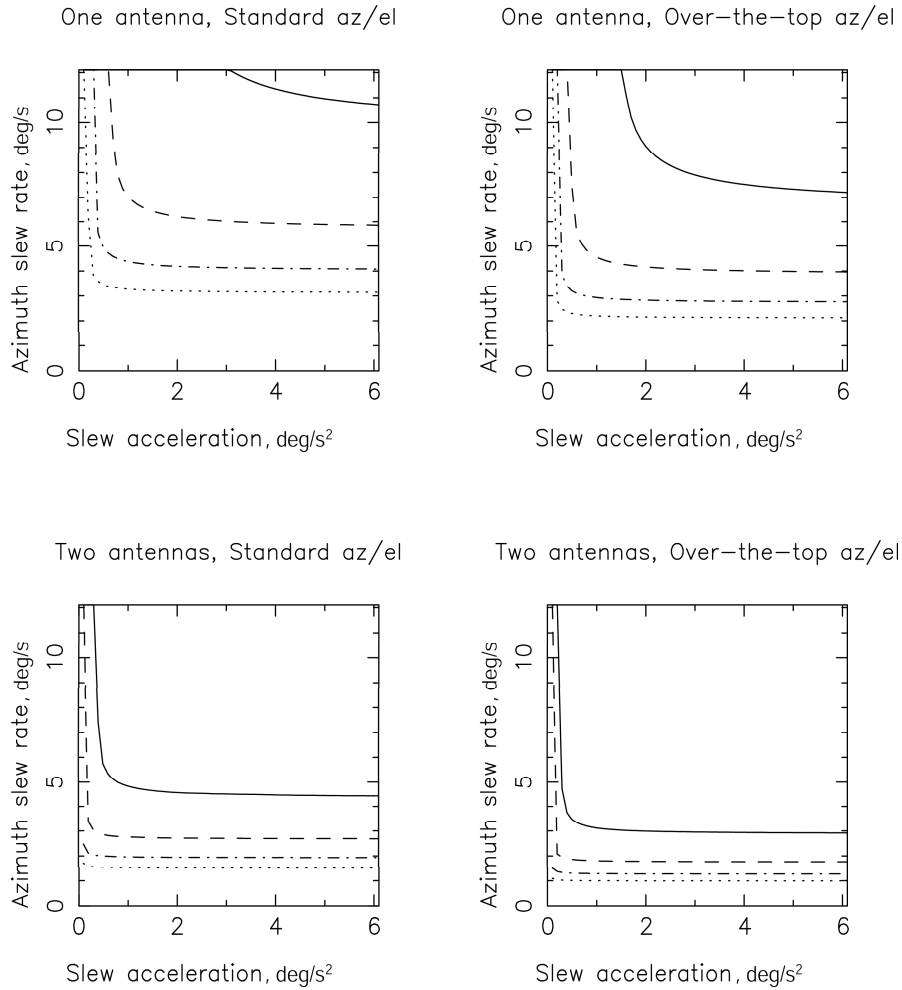 One antenna, Standard az/el
One antenna, Over−the−top az/el
Azimuth slew rate, deg/s
10
5
0
0 2 4 6
Slew acceleration, deg/s²
Azimuth slew rate, deg/s
10
5
0
0 2 4 6
Slew acceleration, deg/s²
Two antennas, Standard az/el
Two antennas, Over−the−top az/el
Azimuth slew rate, deg/s
10
5
0
0 2 4 6
Slew acceleration, deg/s²
Azimuth slew rate, deg/s
10
5
0
0 2 4 6
Slew acceleration, deg/s²